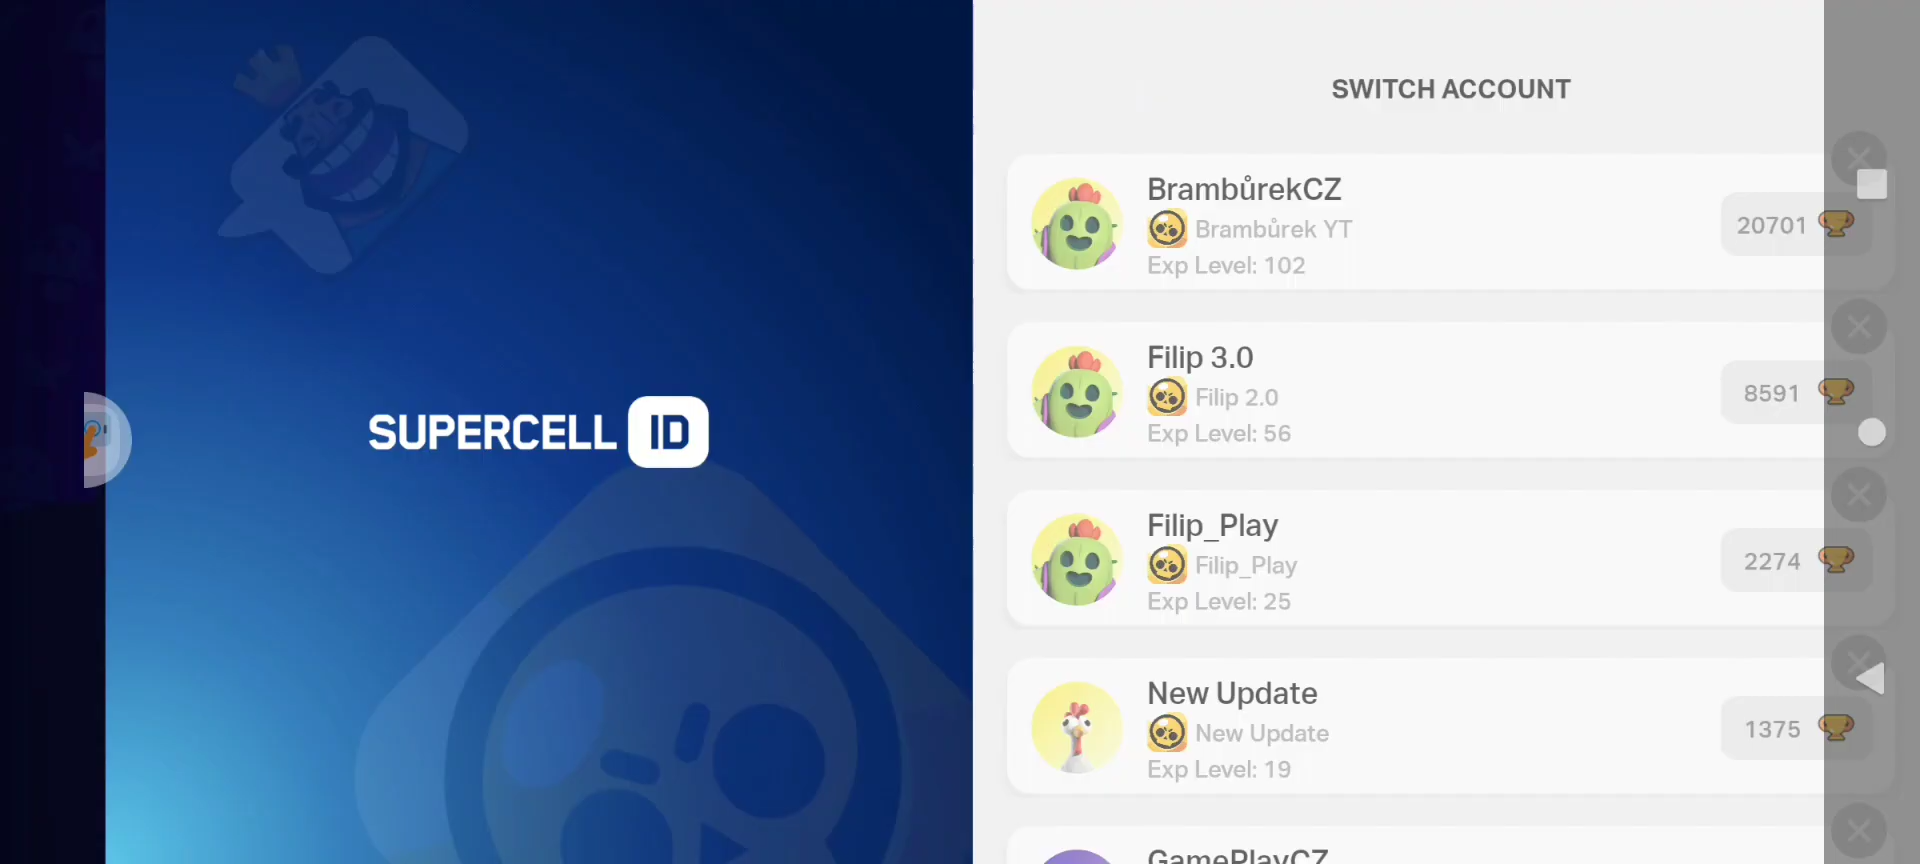 SUPERCELL ID
SWITCH ACCOUNT
BrambůrekCZ
Brambůrek YT
Exp Level: 102
20701
Filip 3.0
Filip 2.0
Exp Level: 56
8591
Filip_Play
Filip_Play
Exp Level: 25
2274
New Update
New Update
Exp Level: 19
1375
GamePlayCZ